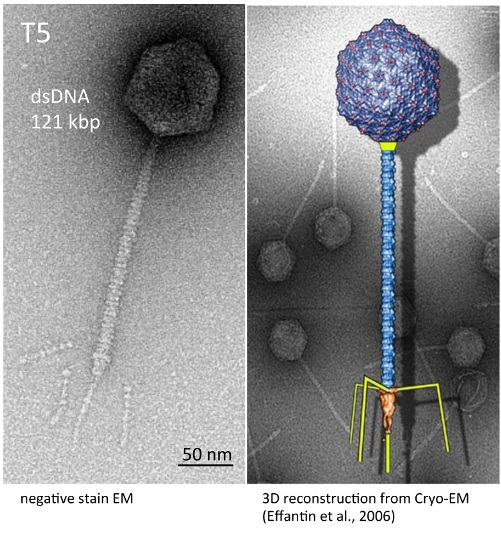 T5
dsDNA
121 kbp
50 nm
negative stain EM
3D reconstruction from Cryo-EM
(Effantin et al., 2006)